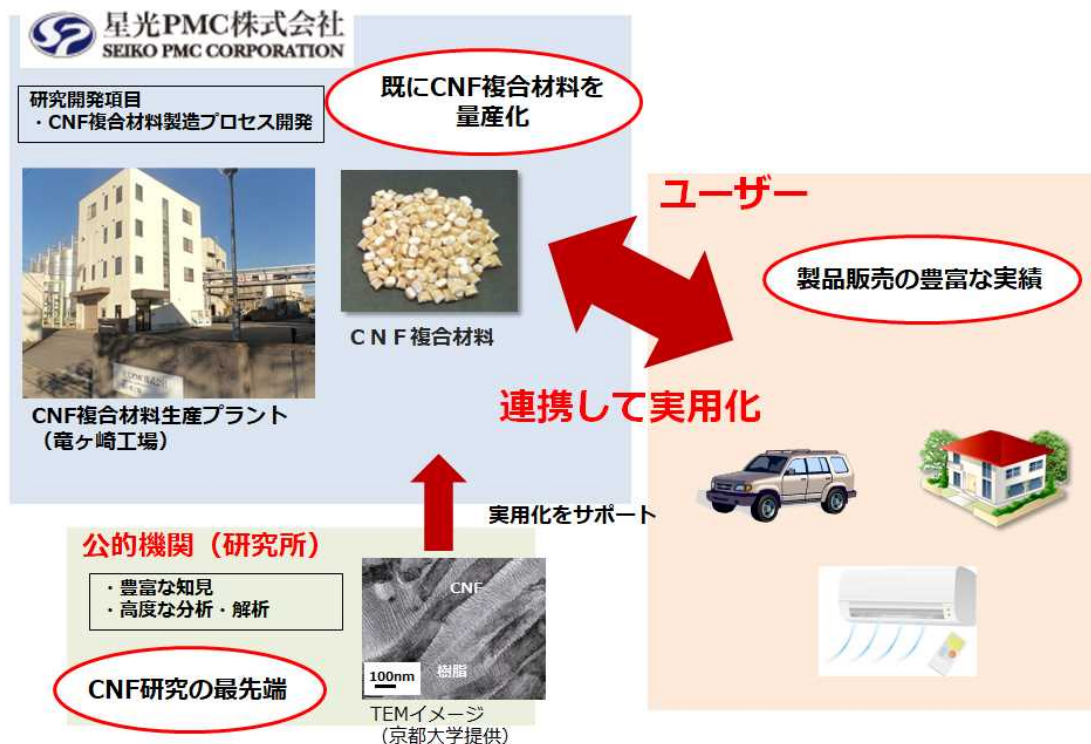 星光PMC株式会社
SEIKO PMC CORPORATION
既にCNF複合材料を
量産化
研究開発項目
・CNF複合材料製造プロセス開発
CNF複合材料
CNF複合材料生産プラント
（竜ヶ崎工場）
ユーザー
製品販売の豊富な実績
連携して実用化
実用化をサポート
公的機関（研究所）
・豊富な知見
・高度な分析・解析
CNF研究の最先端
CNF
樹脂
100nm
TEMイメージ
（京都大学提供）